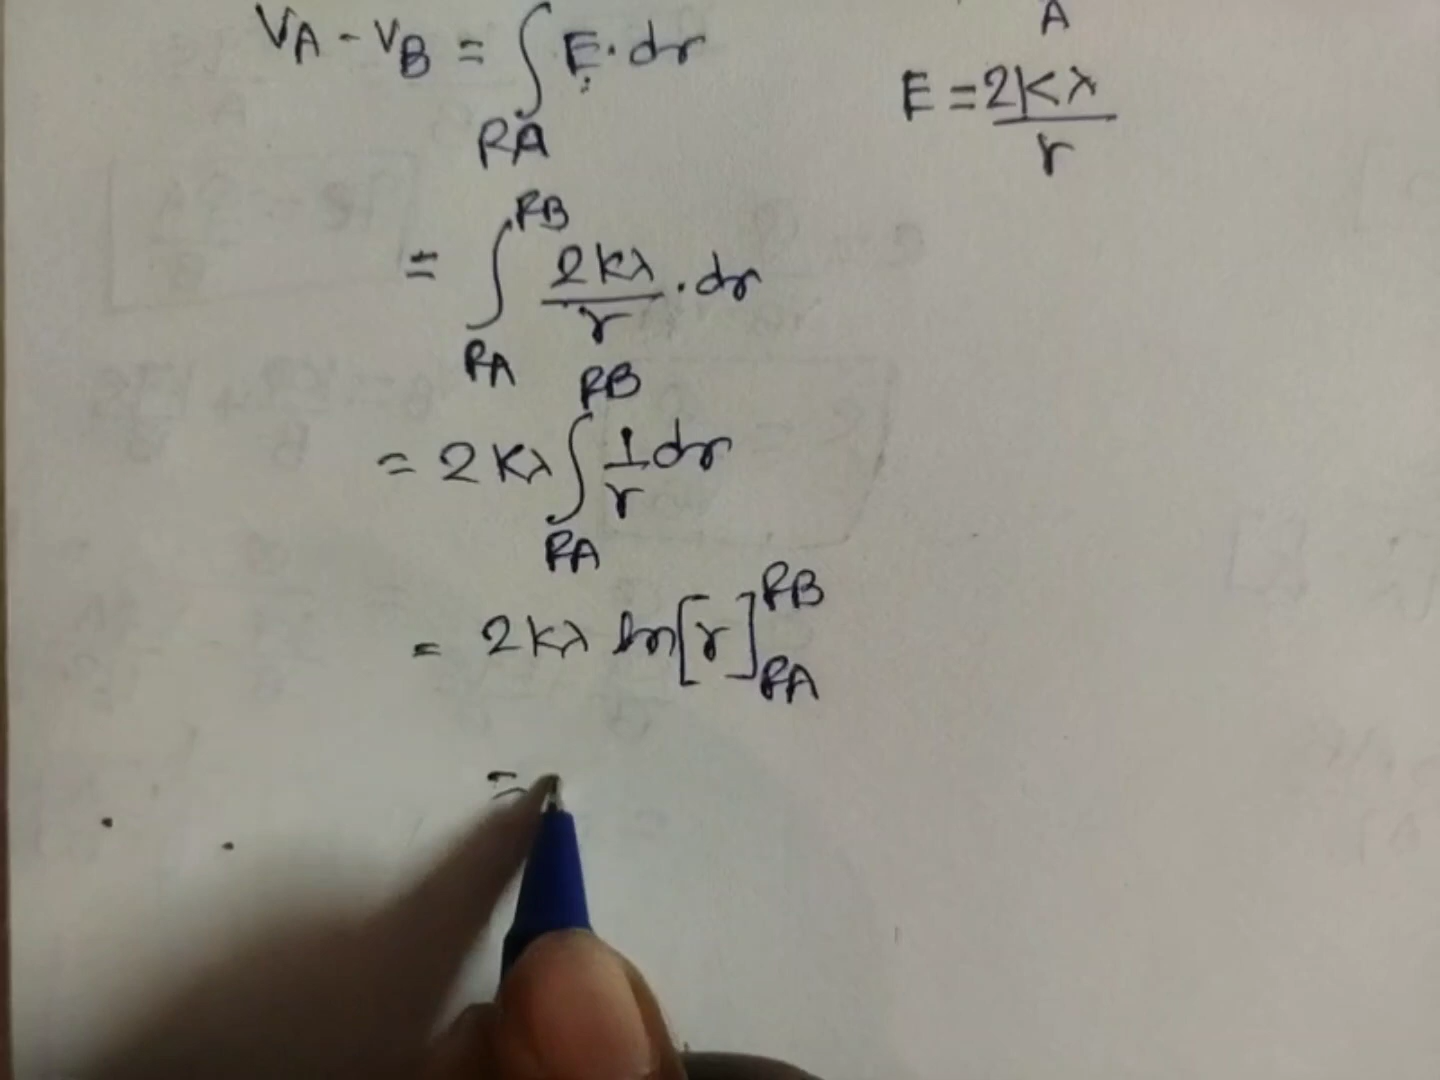 VA - VB = ∫ E · dr
RA
A
E = 2Kλ
r
RB
= ∫ 2Kλ · dr
r
RA
RB
= 2Kλ ∫ 1 dr
r
RA
= 2Kλ ln [r] RB
RA
=